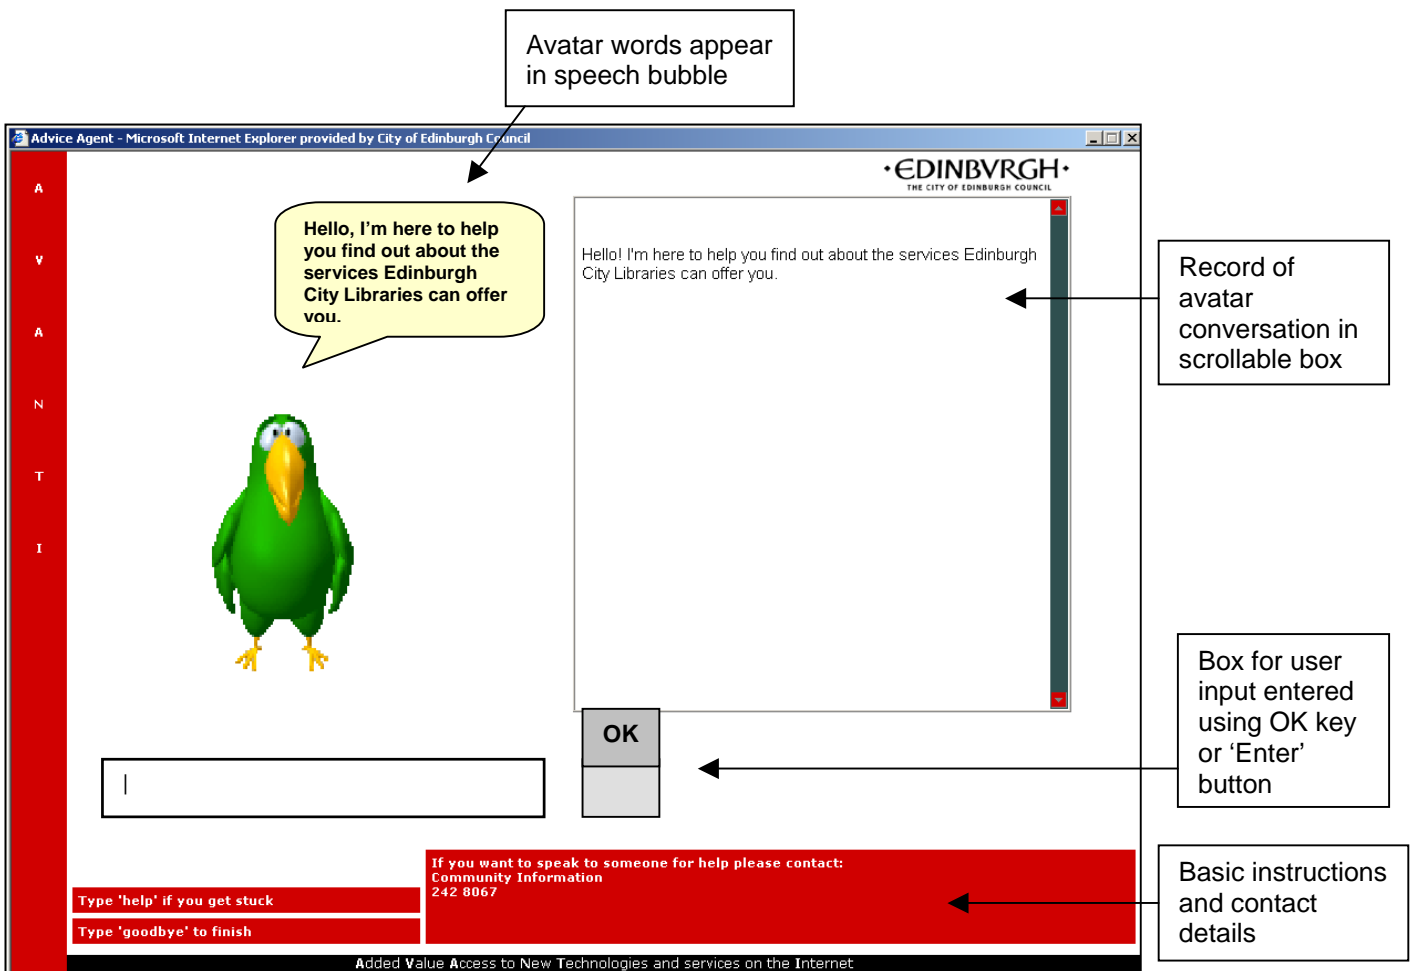 Avatar words appear
in speech bubble
Advice Agent - Microsoft Internet Explorer provided by City of Edinburgh Council
·EDINBVRGH·
THE CITY OF EDINBURGH COUNCIL
A
V
A
N
T
I
Hello, I'm here to help
you find out about the
services Edinburgh
City Libraries can offer
you.
Hello! I'm here to help you find out about the services Edinburgh
City Libraries can offer you.
Record of
avatar
conversation in
scrollable box
OK
Box for user
input entered
using OK key
or ‘Enter’
button
If you want to speak to someone for help please contact:
Community Information
242 8067
Type 'help' if you get stuck
Type 'goodbye' to finish
Basic instructions
and contact
details
Added Value Access to New Technologies and services on the Internet